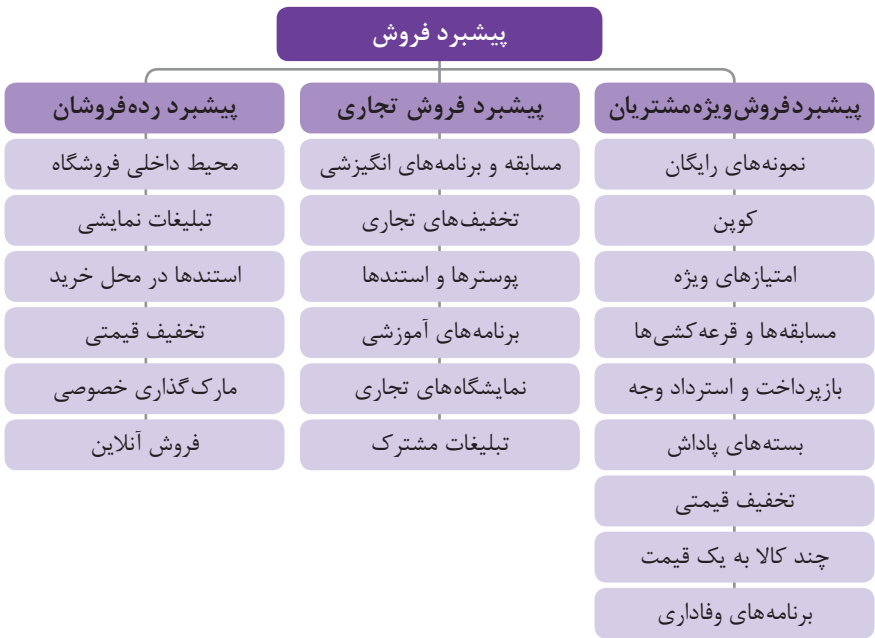 پیشبرد فروش
پیشبردفروش‌ویژه‌مشتریان
نمونه‌های رایگان
کوپن
امتیازهای ویژه
مسابقه‌ها و قرعه‌کشی‌ها
بازپرداخت و استرداد وجه
بسته‌های پاداش
تخفیف قیمتی
چند کالا به یک قیمت
برنامه‌های وفاداری
پیشبرد فروش تجاری
مسابقه و برنامه‌های انگیزشی
تخفیف‌های تجاری
پوسترها و استندها
برنامه‌های آموزشی
نمایشگاه‌های تجاری
تبلیغات مشترک
پیشبرد رده‌فروشان
محیط داخلی فروشگاه
تبلیغات نمایشی
استندها در محل خرید
تخفیف قیمتی
مارک‌گذاری خصوصی
فروش آنلاین